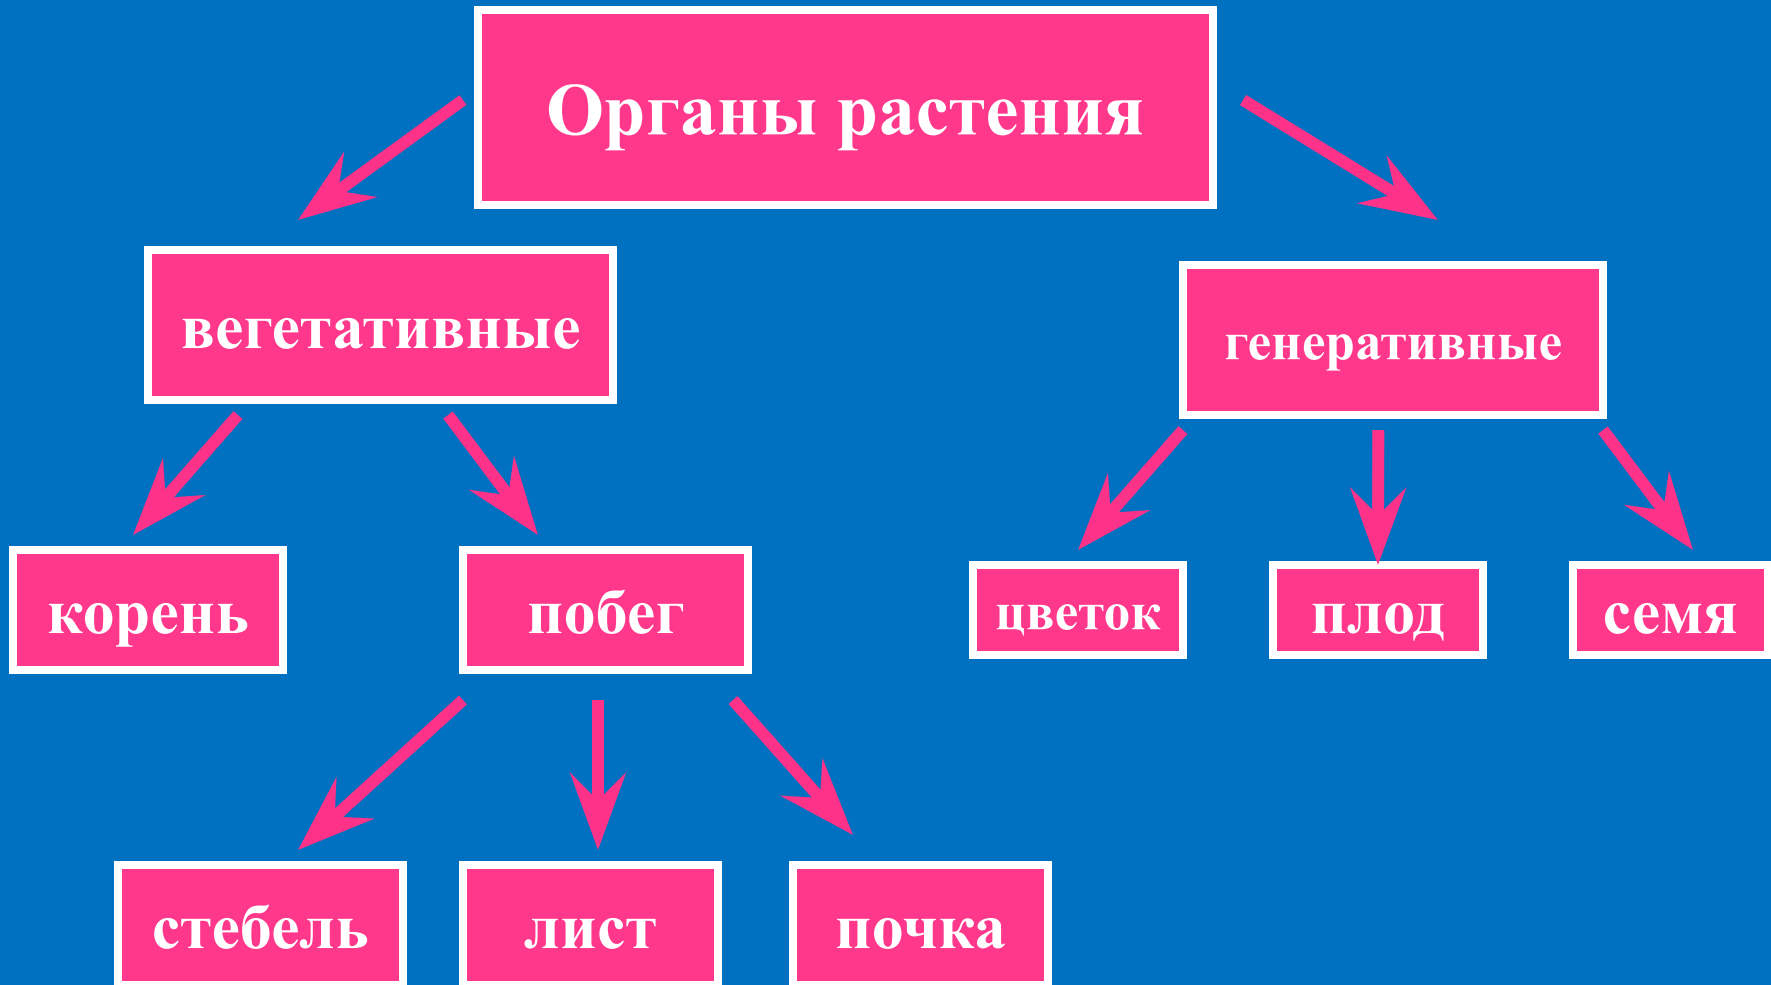 Органы растения
вегетативные
генеративные
корень
побег
цветок
плод
семя
стебель
лист
почка